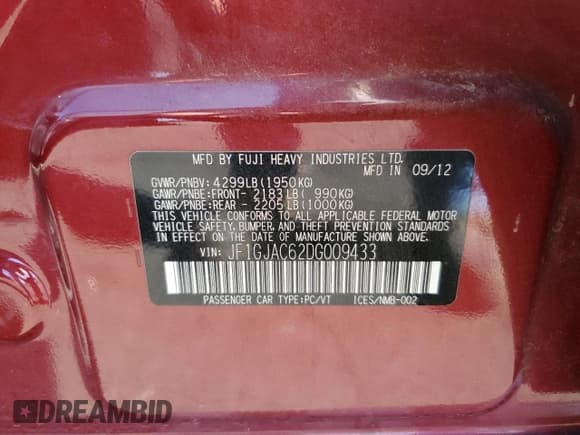 MFD BY FUJI HEAVY INDUSTRIES LTD.
MFD IN 09/12
GVWR/PNBV: 4299LB(1950KG)
GAWR/PNBE:FRONT- 2183LB( 990KG)
GAWR/PNBE:REAR - 2205LB(1000KG)
THIS VEHICLE CONFORMS TO ALL APPLICABLE FEDERAL MOTOR
VEHICLE SAFETY, BUMPER, AND THEFT PREVENTION STANDARDS
IN EFFECT ON THE DATE OF MANUFACTURE SHOWN ABOVE.
VIN: JF1GJAC62DG009433
PASSENGER CAR TYPE:PC/VT ICES/NMB-002
DREAMBID